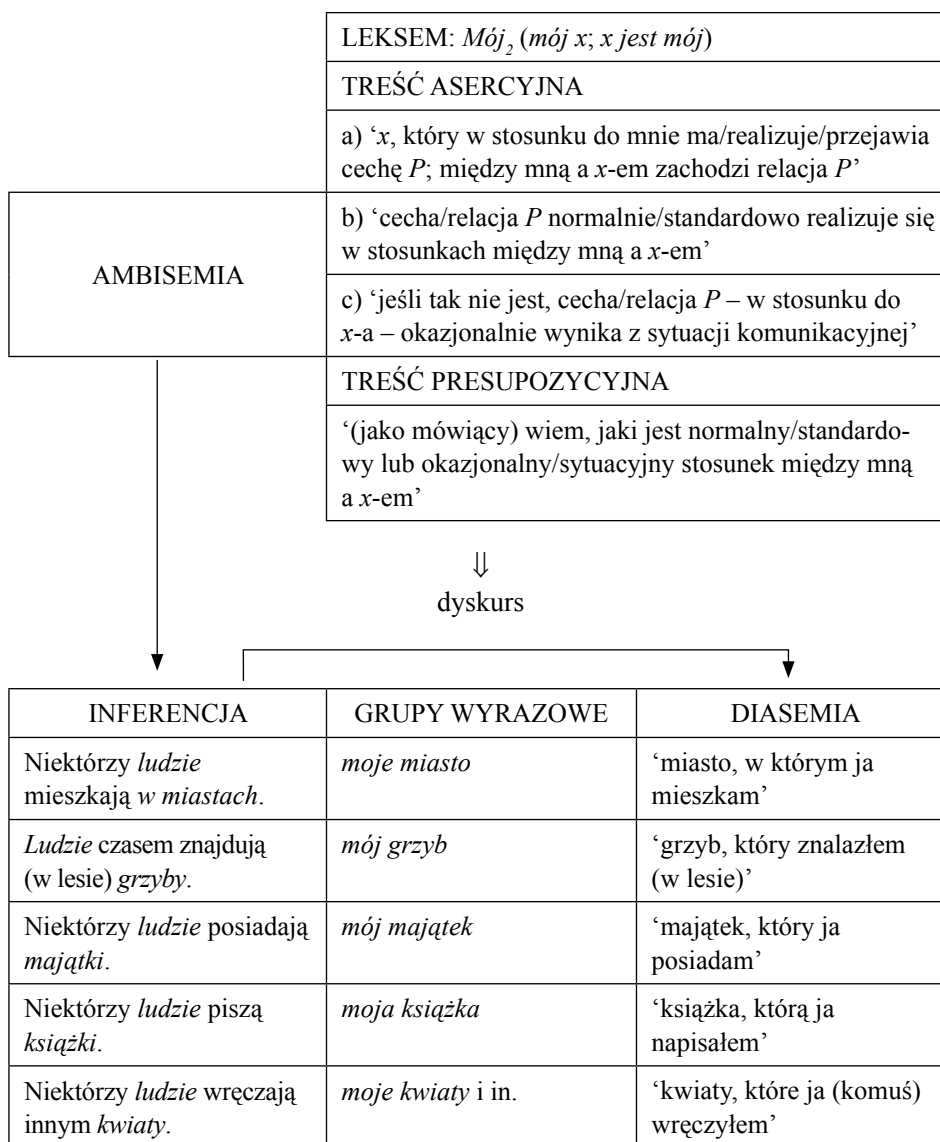 LEKSEM: Mój₂ (mój x; x jest mój)
TREŚĆ ASERCYJNA
a) ‘x, który w stosunku do mnie ma/realizuje/przejawia
cechę P; między mną a x-em zachodzi relacja P’
AMBISEMIA
b) ‘cecha/relacja P normalnie/standardowo realizuje się
w stosunkach między mną a x-em’
c) ‘jeśli tak nie jest, cecha/relacja P – w stosunku do
x-a – okazjonalnie wynika z sytuacji komunikacyjnej’
TREŚĆ PRESUPOZYCYJNA
‘(jako mówiący) wiem, jaki jest normalny/standardo-
wy lub okazjonalny/sytuacyjny stosunek między mną
a x-em’
⇓
dyskurs
INFERENCJA
GRUPY WYRAZOWE
DIASEMIA
Niektórzy ludzie
mieszkają w miastach.
moje miasto
‘miasto, w którym ja
mieszkam’
Ludzie czasem znajdują
(w lesie) grzyby.
mój grzyb
‘grzyb, który znalazłem
(w lesie)’
Niektórzy ludzie posiadają
majątki.
mój majątek
‘majątek, który ja
posiadam’
Niektórzy ludzie piszą
książki.
moja książka
‘książka, którą ja
napisałem’
Niektórzy ludzie wręczają
innym kwiaty.
moje kwiaty i in.
‘kwiaty, które ja (komuś)
wręczyłem’